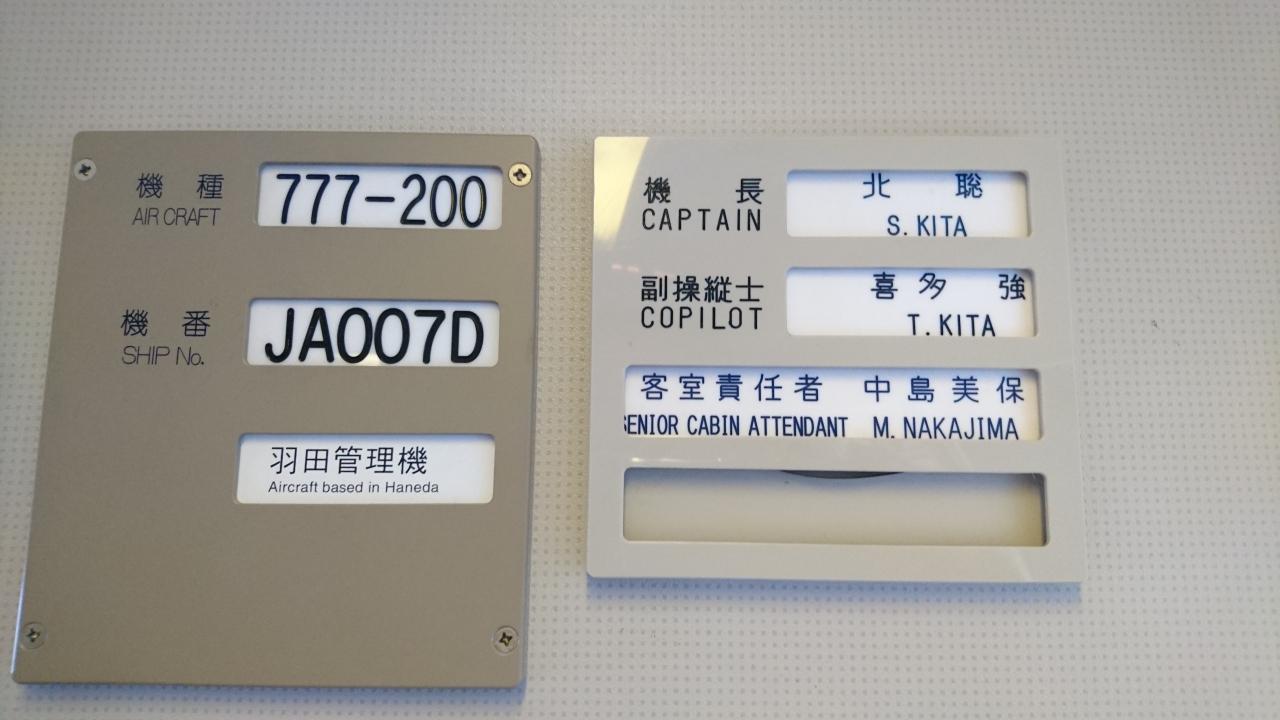 機種 777-200
AIR CRAFT
機番 JA007D
SHIP No.
羽田管理機
Aircraft based in Haneda
機長 北 聡
CAPTAIN S. KITA
副操縦士 喜多 強
COPILOT T. KITA
客室責任者 中島美保
SENIOR CABIN ATTENDANT M. NAKAJIMA